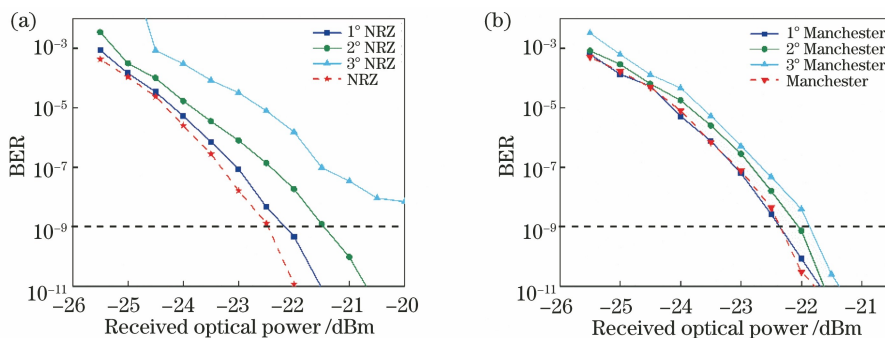 (a)
1° NRZ
2° NRZ
3° NRZ
NRZ
10⁻³
10⁻⁵
10⁻⁷
10⁻⁹
10⁻¹¹
BER
−26 −25 −24 −23 −22 −21 −20
Received optical power /dBm
(b)
1° Manchester
2° Manchester
3° Manchester
Manchester
10⁻³
10⁻⁵
10⁻⁷
10⁻⁹
10⁻¹¹
BER
−26 −25 −24 −23 −22 −21
Received optical power /dBm